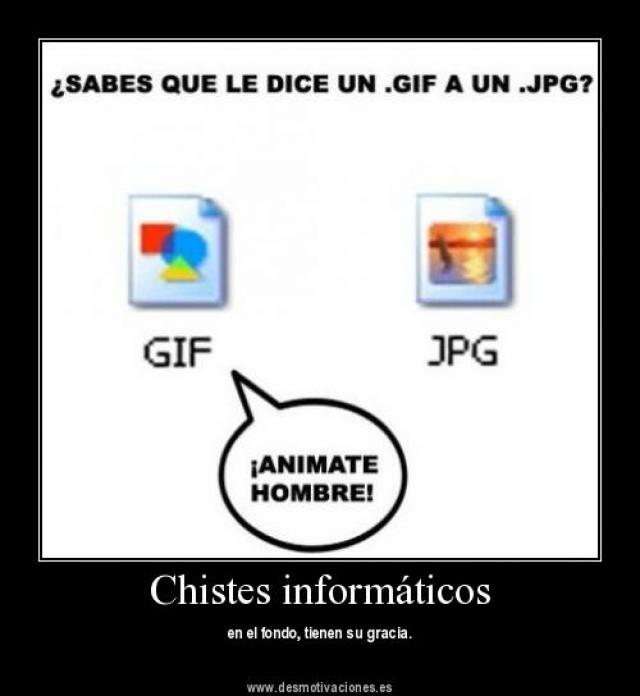 ¿SABES QUE LE DICE UN .GIF A UN .JPG?
GIF
JPG
¡ANIMATE
HOMBRE!
Chistes informáticos
en el fondo, tienen su gracia.
www.desmotivaciones.es